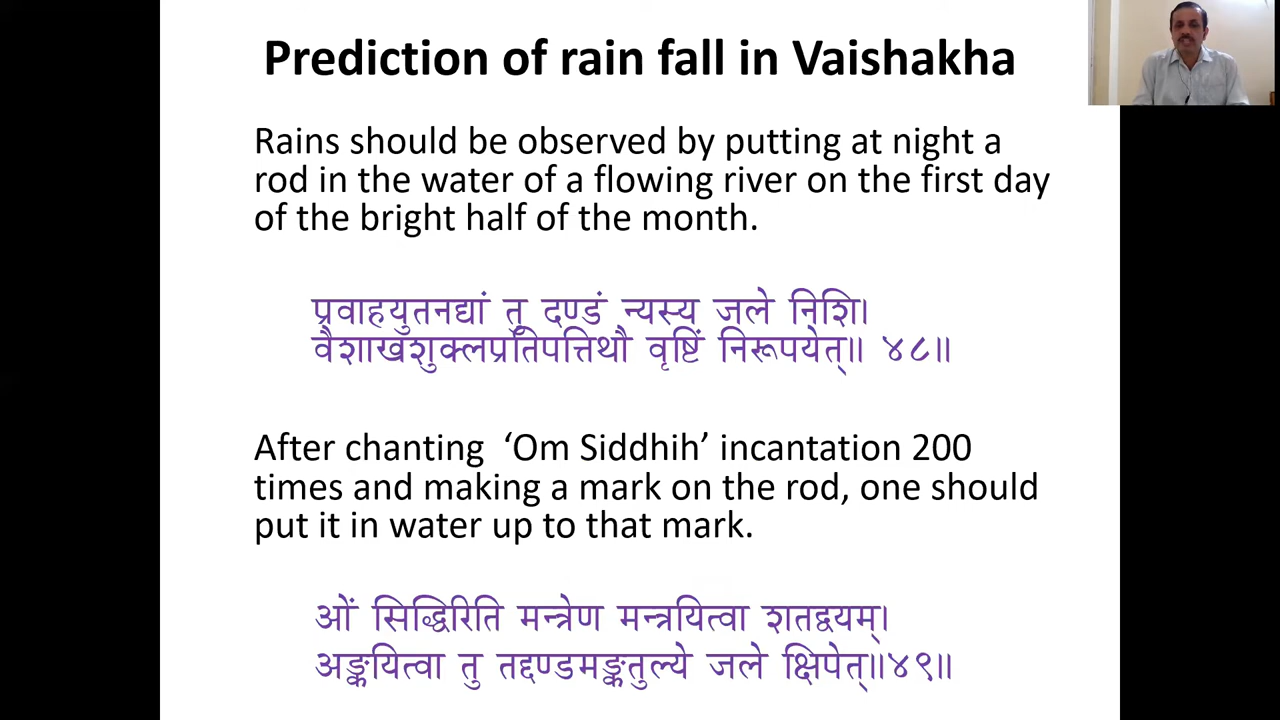 Prediction of rain fall in Vaishakha
Rains should be observed by putting at night a
rod in the water of a flowing river on the first day
of the bright half of the month.
प्रवाहयुतनद्यां तु दण्डं न्यस्य जले निशि।
वैशाखशुक्लप्रतिपत्तिथौ वृष्टिं निरूपयेत्॥ ४८॥
After chanting ‘Om Siddhih’ incantation 200
times and making a mark on the rod, one should
put it in water up to that mark.
ओं सिद्धिरिति मन्त्रेण मन्त्रयित्वा शतद्वयम्।
अङ्कयित्वा तु तद्दण्डमङ्कतुल्ये जले क्षिपेत्॥४९॥